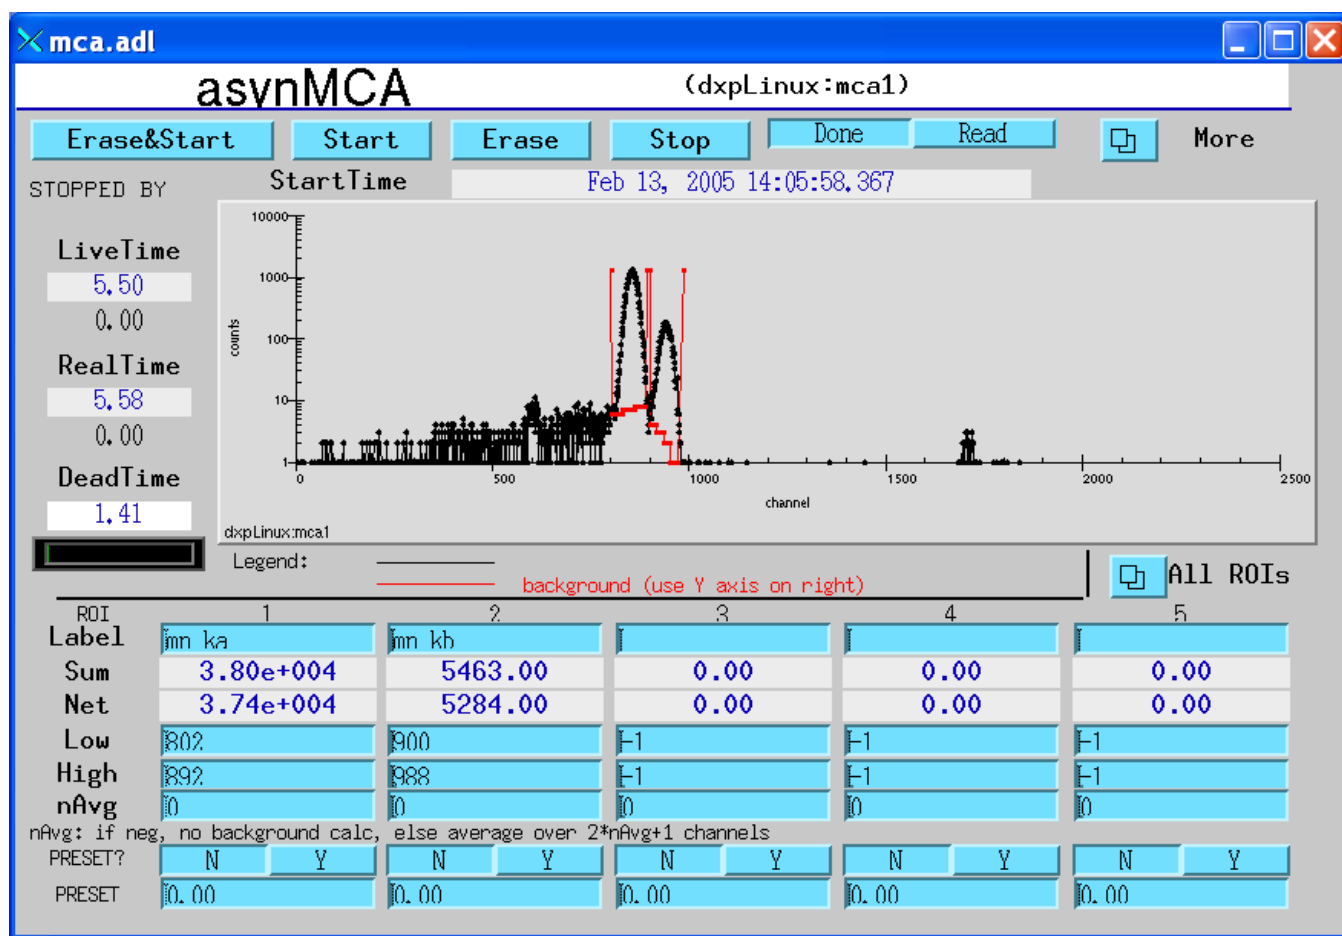 mca.adl
asynMCA (dxpLinux:mca1)
Erase&Start Start Erase Stop Done Read More
STOPPED BY StartTime Feb 13, 2005 14:05:58.367
LiveTime
5.50
0.00
RealTime
5.58
0.00
DeadTime
1.41
10000
1000
100
10
1
counts
0 500 1000 1500 2000 2500
channel
dxpLinux:mca1
Legend:
background (use Y axis on right)
All ROIs
ROI 1 2 3 4 5
Label mn ka mn kb
Sum 3.80e+004 5463.00 0.00 0.00 0.00
Net 3.74e+004 5284.00 0.00 0.00 0.00
Low 802 900 -1 -1 -1
High 892 988 -1 -1 -1
nAvg 0 0 0 0 0
nAvg: if neg, no background calc, else average over 2*nAvg+1 channels
PRESET? N Y N Y N Y N Y N Y
PRESET 0.00 0.00 0.00 0.00 0.00